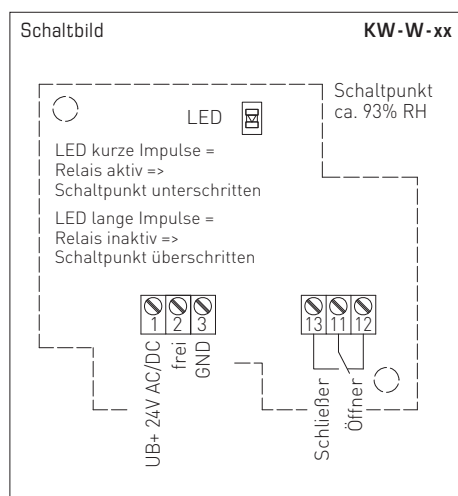 Schaltbild
KW-W-xx
Schaltpunkt
ca. 93% RH
LED
LED kurze Impulse =
Relais aktiv =>
Schaltpunkt unterschritten
LED lange Impulse =
Relais inaktiv =>
Schaltpunkt überschritten
1 2 3
13 11 12
UB+ 24V AC/DC
frei
GND
Schließer
Öffner